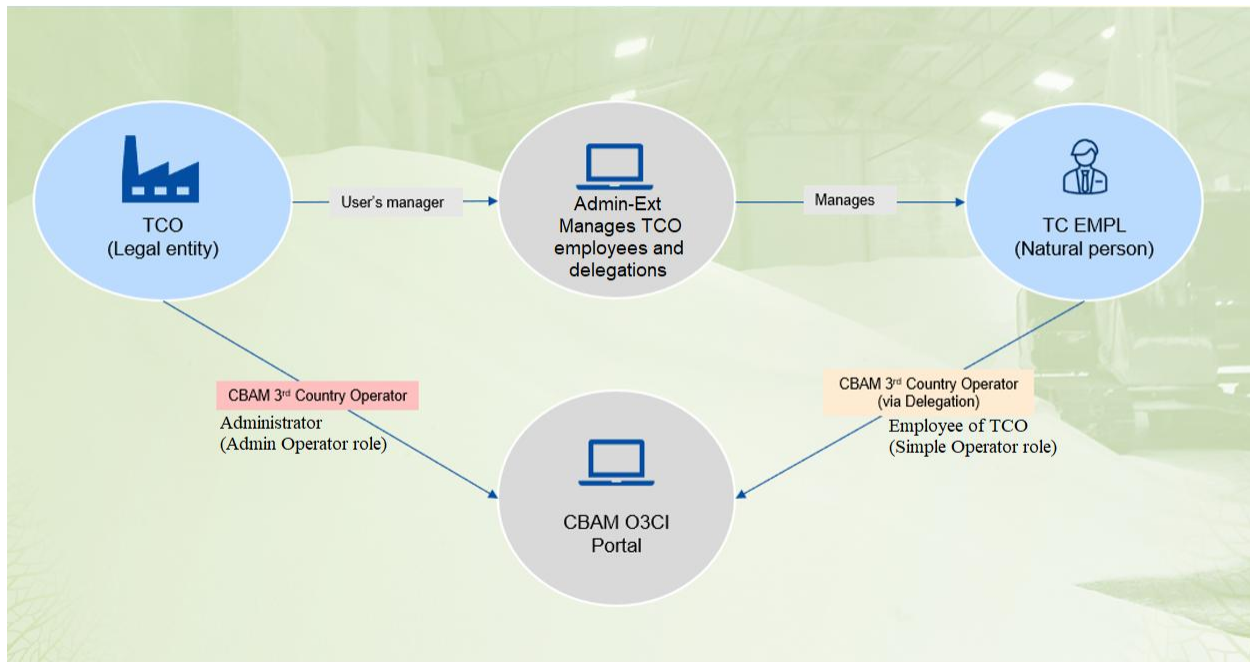 TCO
(Legal entity)
User's manager
Admin-Ext
Manages TCO
employees and
delegations
Manages
TC EMPL
(Natural person)
CBAM 3rd Country Operator
Administrator
(Admin Operator role)
CBAM 3rd Country Operator
(via Delegation)
Employee of TCO
(Simple Operator role)
CBAM O3CI
Portal